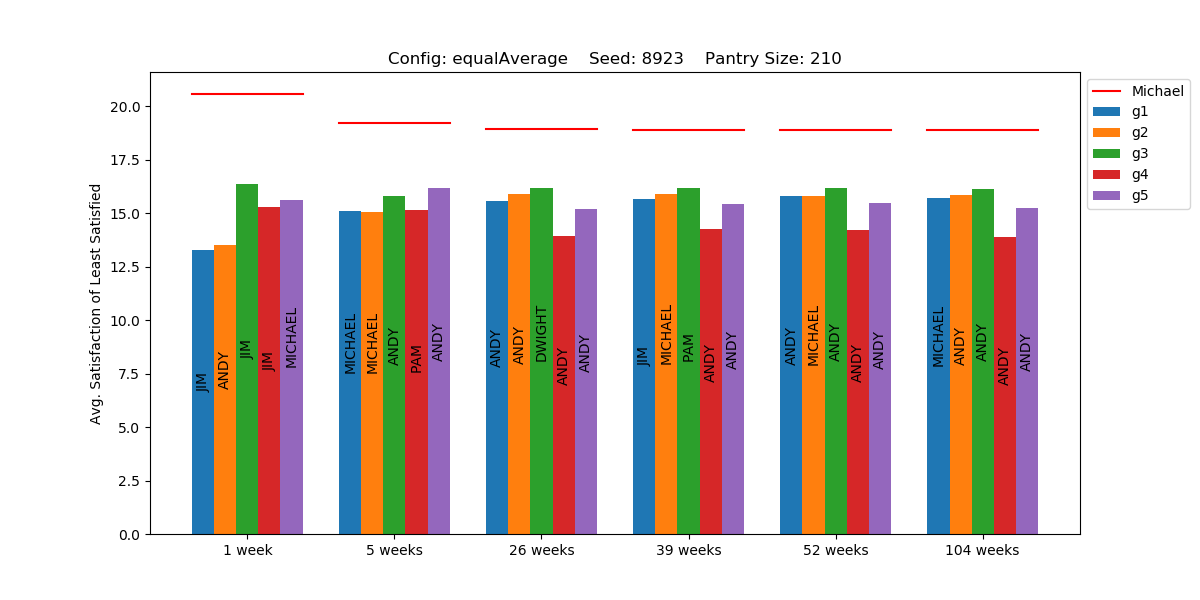 Config: equalAverage    Seed: 8923    Pantry Size: 210
Avg. Satisfaction of Least Satisfied
20.0
17.5
15.0
12.5
10.0
7.5
5.0
2.5
0.0
JIM
ANDY
JIM
JIM
MICHAEL
MICHAEL
MICHAEL
ANDY
PAM
ANDY
ANDY
ANDY
DWIGHT
ANDY
ANDY
JIM
MICHAEL
PAM
ANDY
ANDY
ANDY
MICHAEL
ANDY
ANDY
ANDY
MICHAEL
ANDY
ANDY
ANDY
ANDY
1 week
5 weeks
26 weeks
39 weeks
52 weeks
104 weeks
Michael
g1
g2
g3
g4
g5